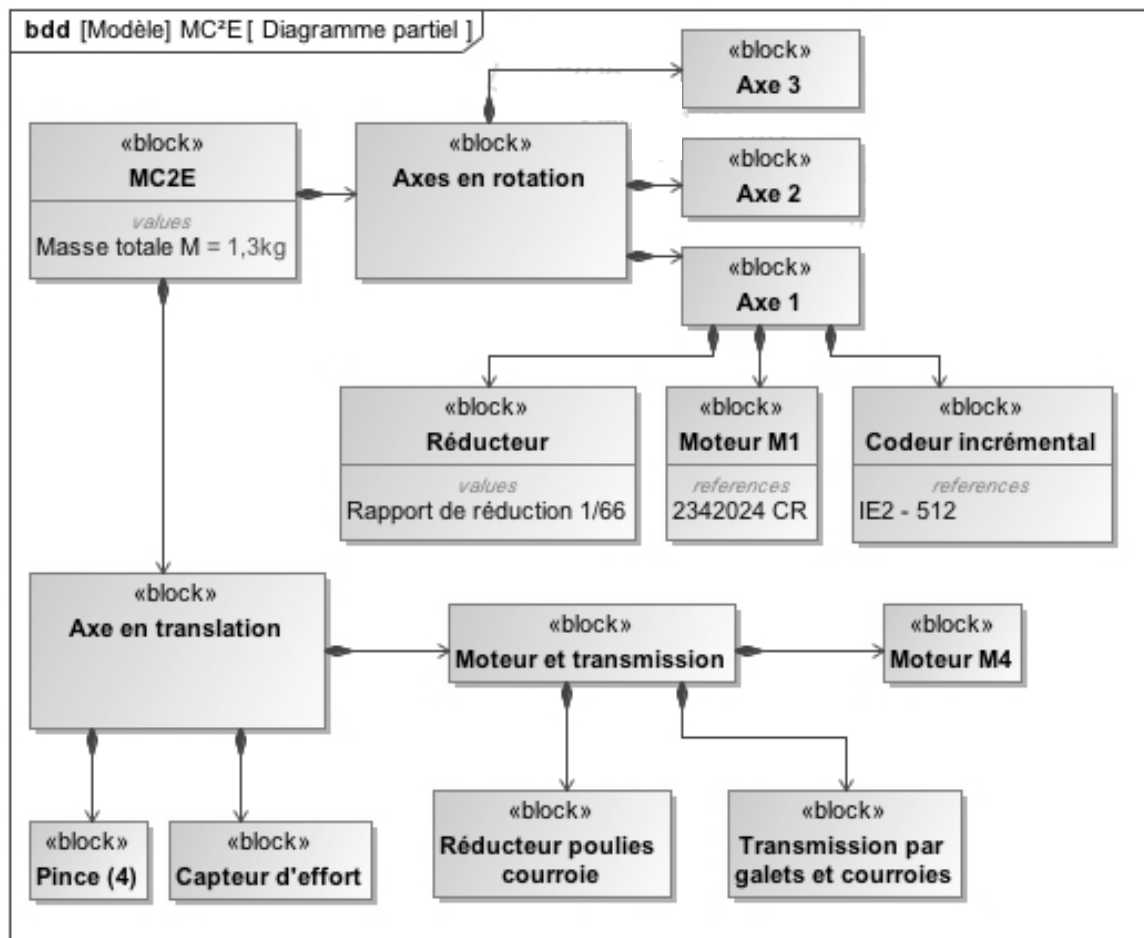 bdd [Modèle] MC²E [ Diagramme partiel ]
«block»
Axe 3
«block»
MC2E
values
Masse totale M = 1,3kg
«block»
Axes en rotation
«block»
Axe 2
«block»
Axe 1
«block»
Réducteur
values
Rapport de réduction 1/66
«block»
Moteur M1
references
2342024 CR
«block»
Codeur incrémental
references
IE2 - 512
«block»
Axe en translation
«block»
Moteur et transmission
«block»
Moteur M4
«block»
Pince (4)
«block»
Capteur d'effort
«block»
Réducteur poulies
courroie
«block»
Transmission par
galets et courroies